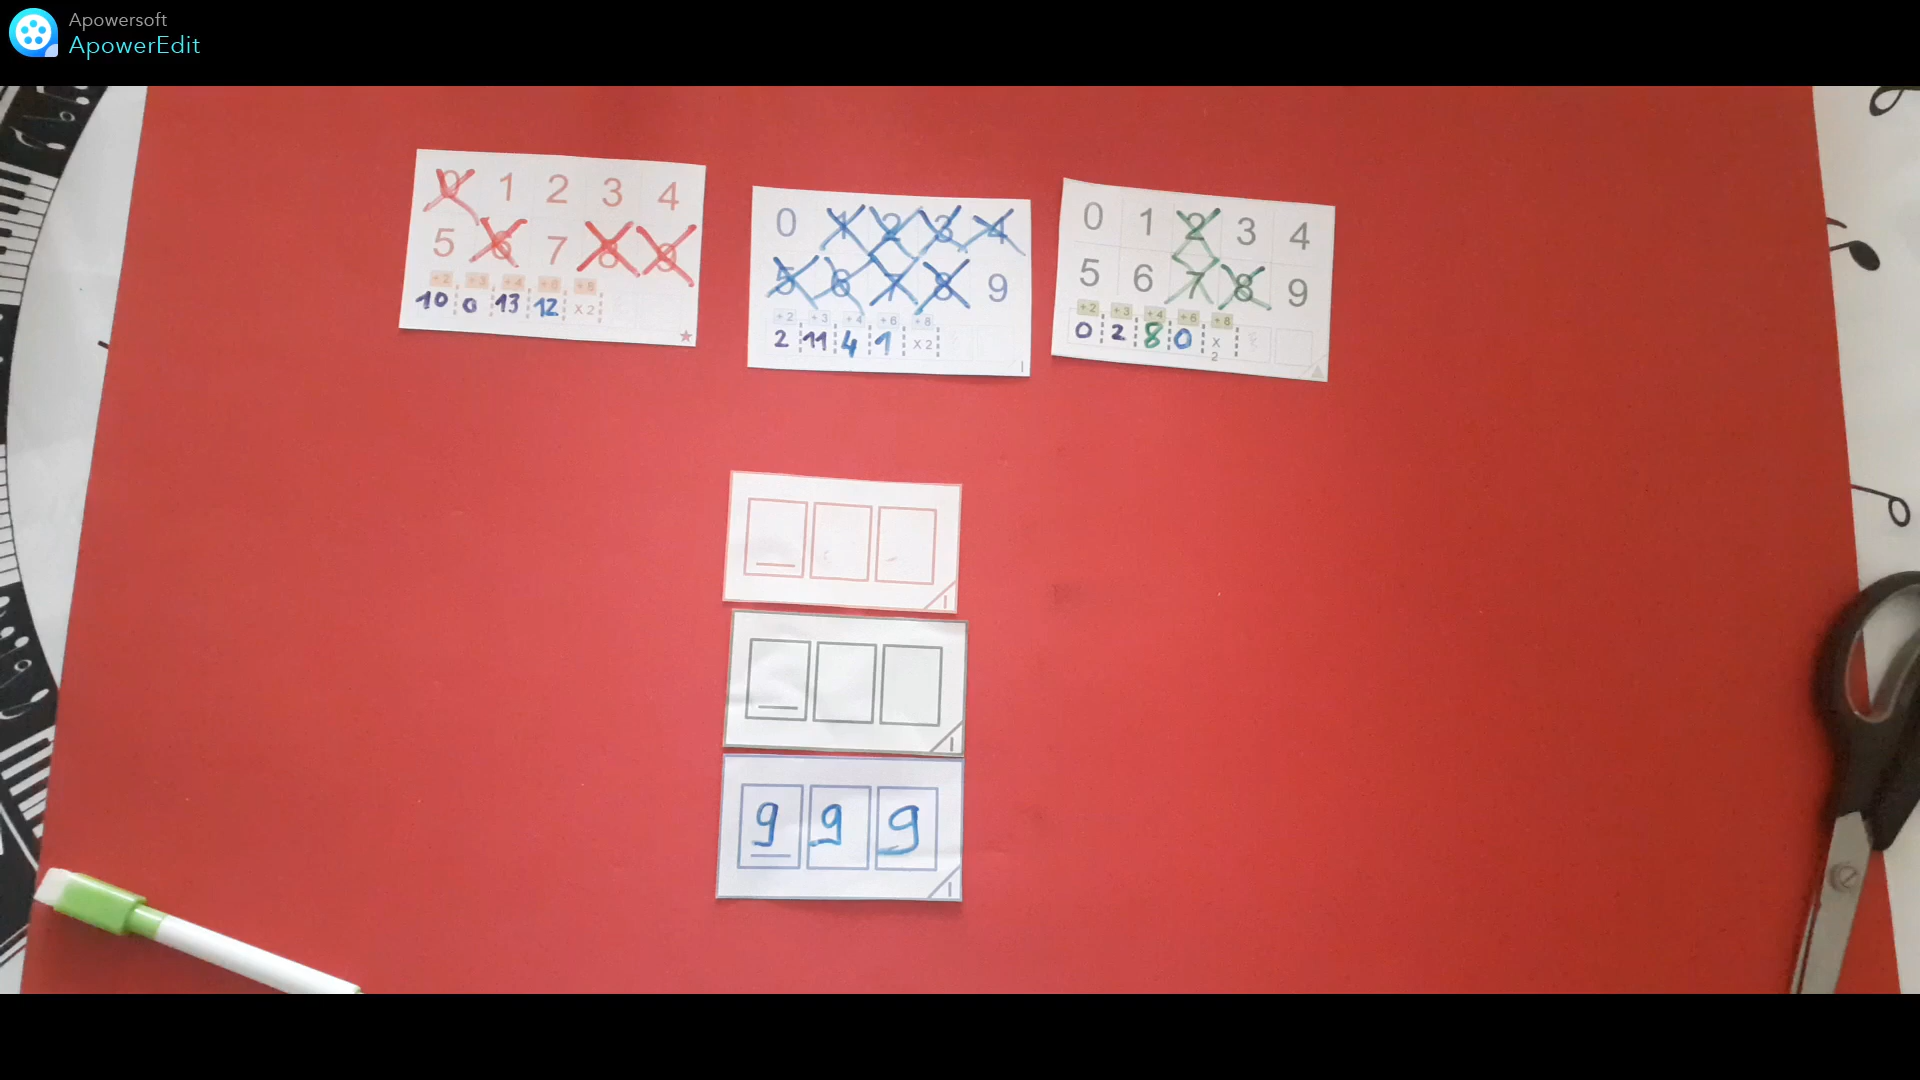 Apowersoft
ApowerEdit
0 1 2 3 4
5 6 7 8 9
+2 +3 +4 +6 +8
10 0 13 12 X 2
0 1 2 3 4
5 6 7 8 9
+2 +3 +4 +6 +8
2 11 4 1 X 2
0 1 2 3 4
5 6 7 8 9
+2 +3 +4 +6 +8
0 2 8 0 X 2
9 9 9